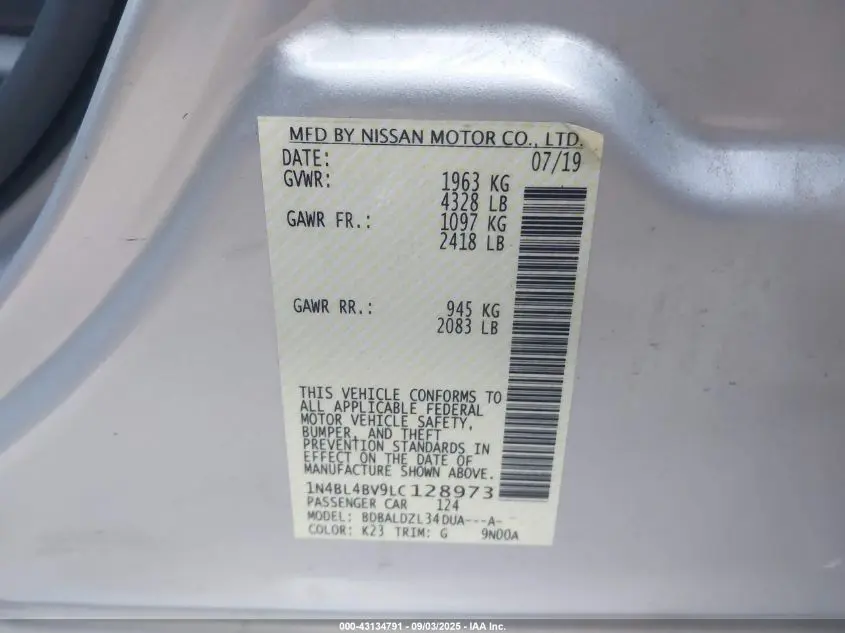 MFD BY NISSAN MOTOR CO., LTD.
DATE: 07/19
GVWR: 1963 KG
4328 LB
GAWR FR.: 1097 KG
2418 LB
GAWR RR.: 945 KG
2083 LB
THIS VEHICLE CONFORMS TO
ALL APPLICABLE FEDERAL
MOTOR VEHICLE SAFETY,
BUMPER, AND THEFT
PREVENTION STANDARDS IN
EFFECT ON THE DATE OF
MANUFACTURE SHOWN ABOVE.
1N4BL4BV9LC128973
PASSENGER CAR 124
MODEL: BDBALDZL34DUA---A-
COLOR: K23 TRIM: G 9N00A
000-43134791 - 09/03/2025 - IAA Inc.